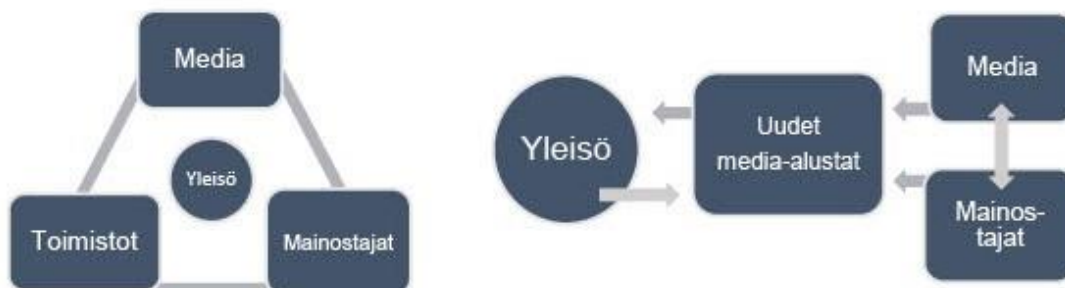 Media
Yleisö
Toimistot
Mainostajat
Yleisö
Uudet
media-alustat
Media
Mainos-
tajat